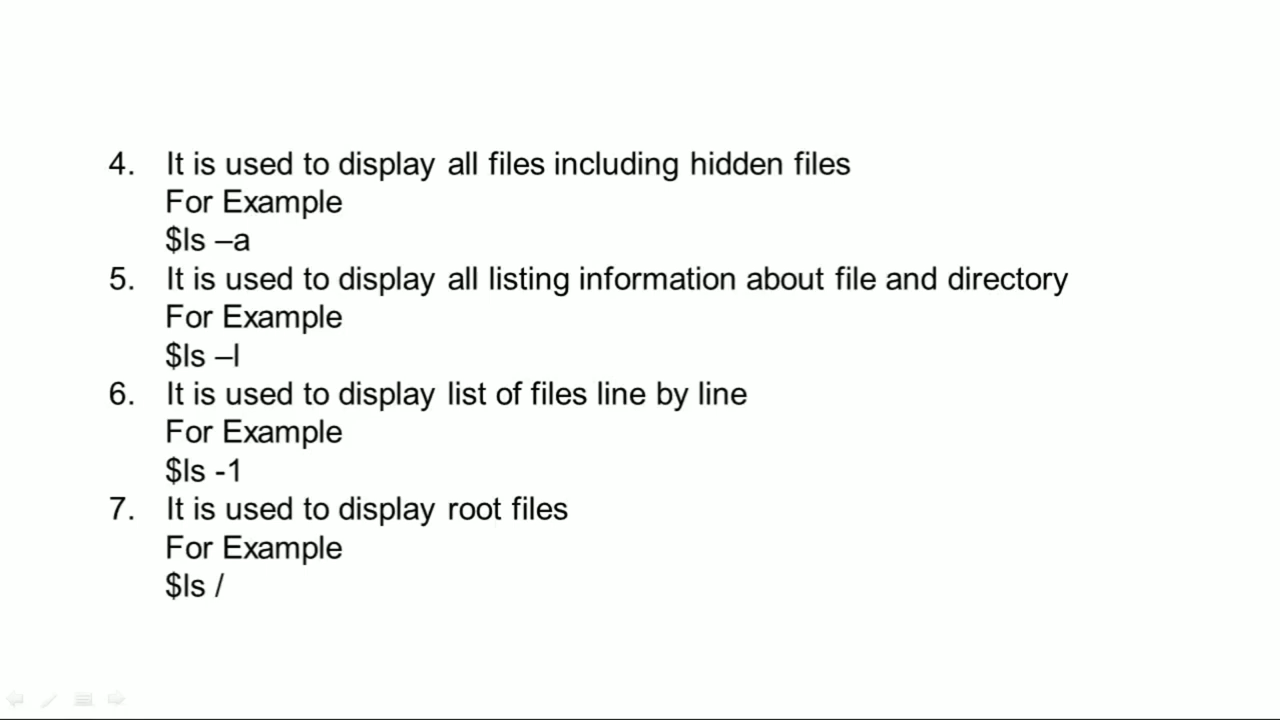 4. It is used to display all files including hidden files
For Example
$ls –a
5. It is used to display all listing information about file and directory
For Example
$ls –l
6. It is used to display list of files line by line
For Example
$ls -1
7. It is used to display root files
For Example
$ls /